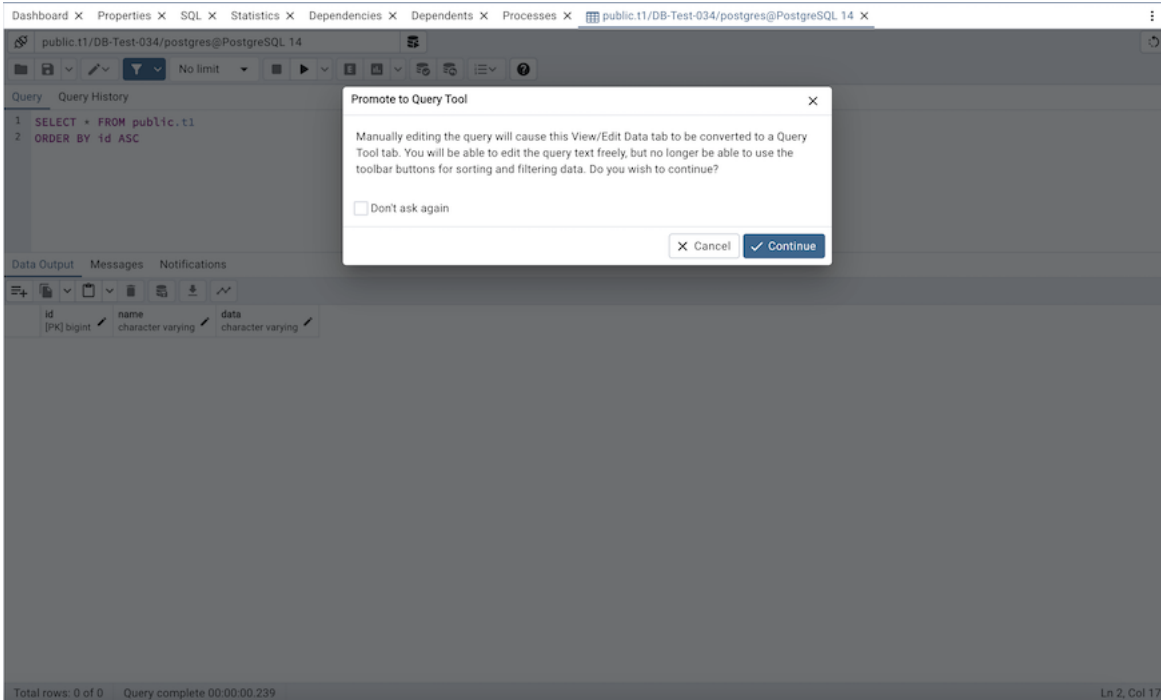 Dashboard Properties SQL Statistics Dependencies Dependents Processes public.t1/DB-Test-034/postgres@PostgreSQL 14
public.t1/DB-Test-034/postgres@PostgreSQL 14
No limit
Query Query History
1 SELECT * FROM public.t1
2 ORDER BY id ASC
Promote to Query Tool
Manually editing the query will cause this View/Edit Data tab to be converted to a Query
Tool tab. You will be able to edit the query text freely, but no longer be able to use the
toolbar buttons for sorting and filtering data. Do you wish to continue?
Don't ask again
Cancel Continue
Data Output Messages Notifications
id name data
[PK] bigint character varying character varying
Total rows: 0 of 0 Query complete 00:00:00.239 Ln 2, Col 17